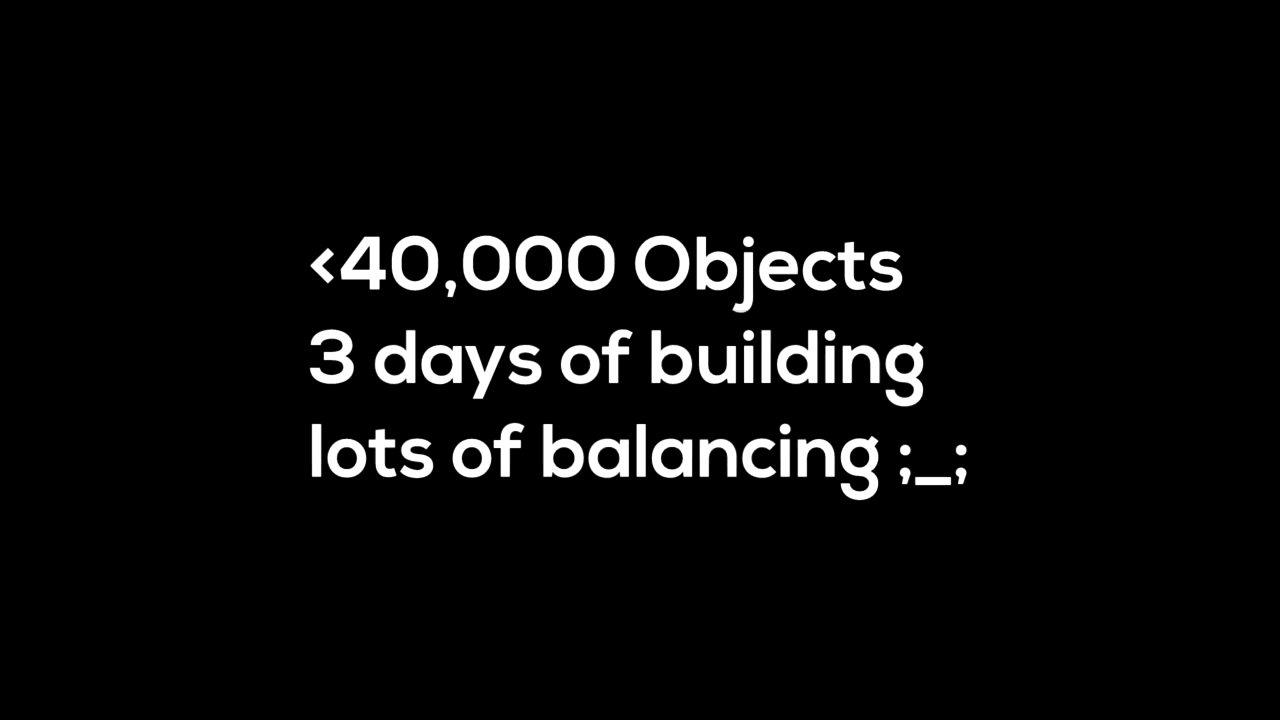 <40,000 Objects
3 days of building
lots of balancing ;_;